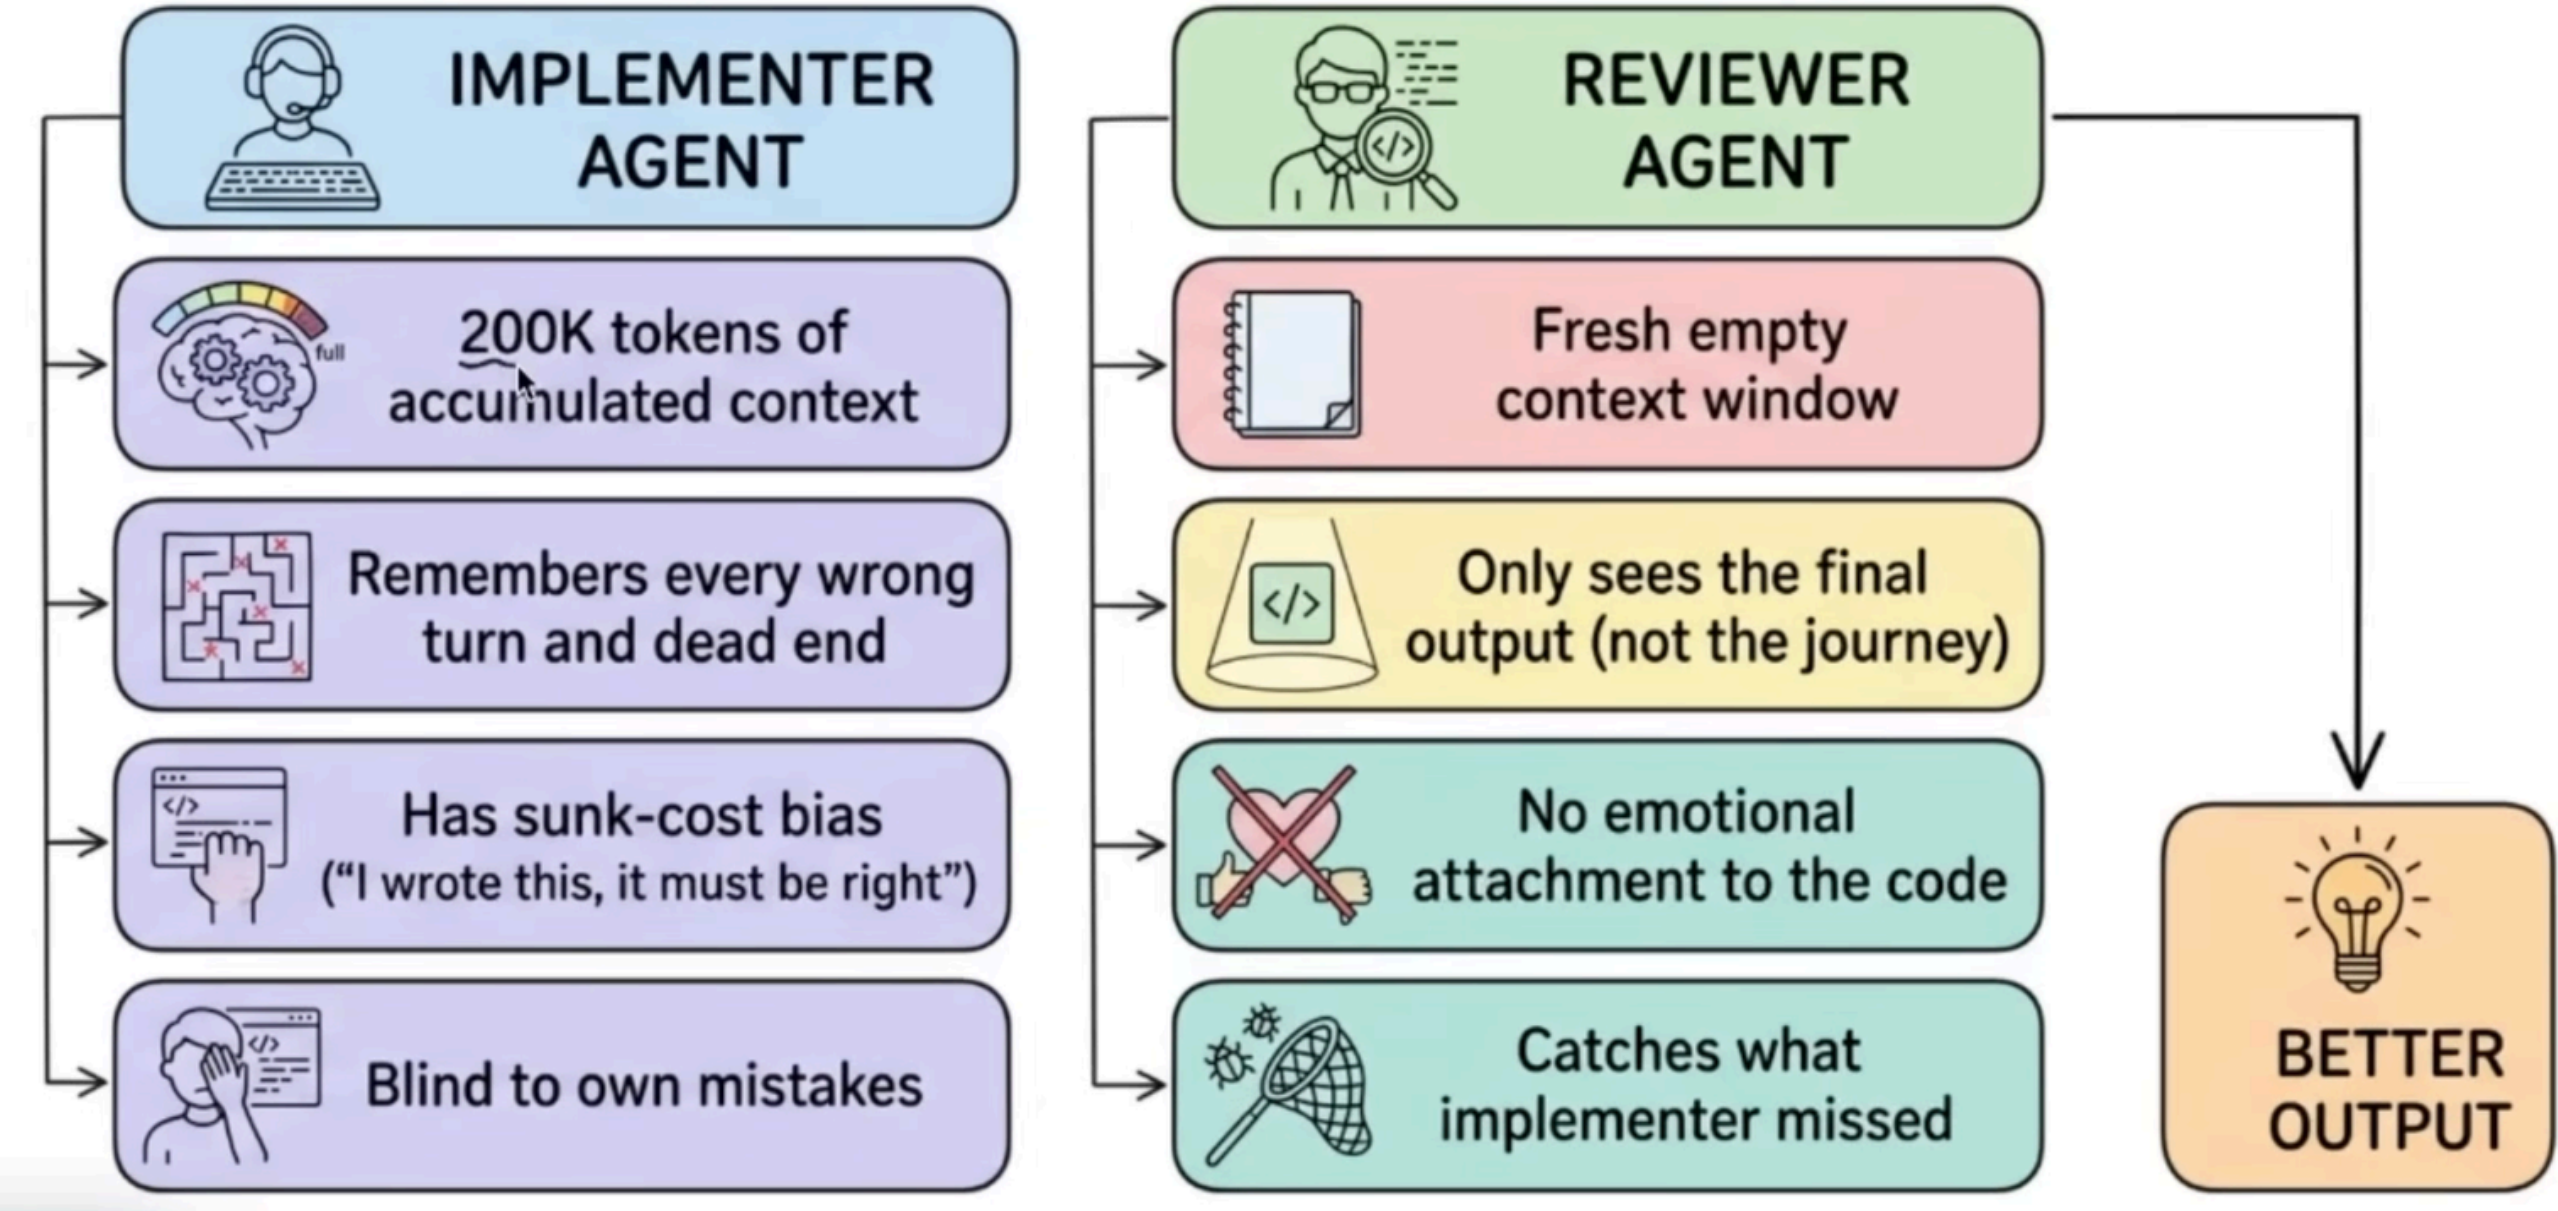 IMPLEMENTER
AGENT
full
200K tokens of
accumulated context
Remembers every wrong
turn and dead end
</>
Has sunk-cost bias
(“I wrote this, it must be right”)
</>
Blind to own mistakes
</>
REVIEWER
AGENT
Fresh empty
context window
</>
Only sees the final
output (not the journey)
No emotional
attachment to the code
Catches what
implementer missed
BETTER
OUTPUT